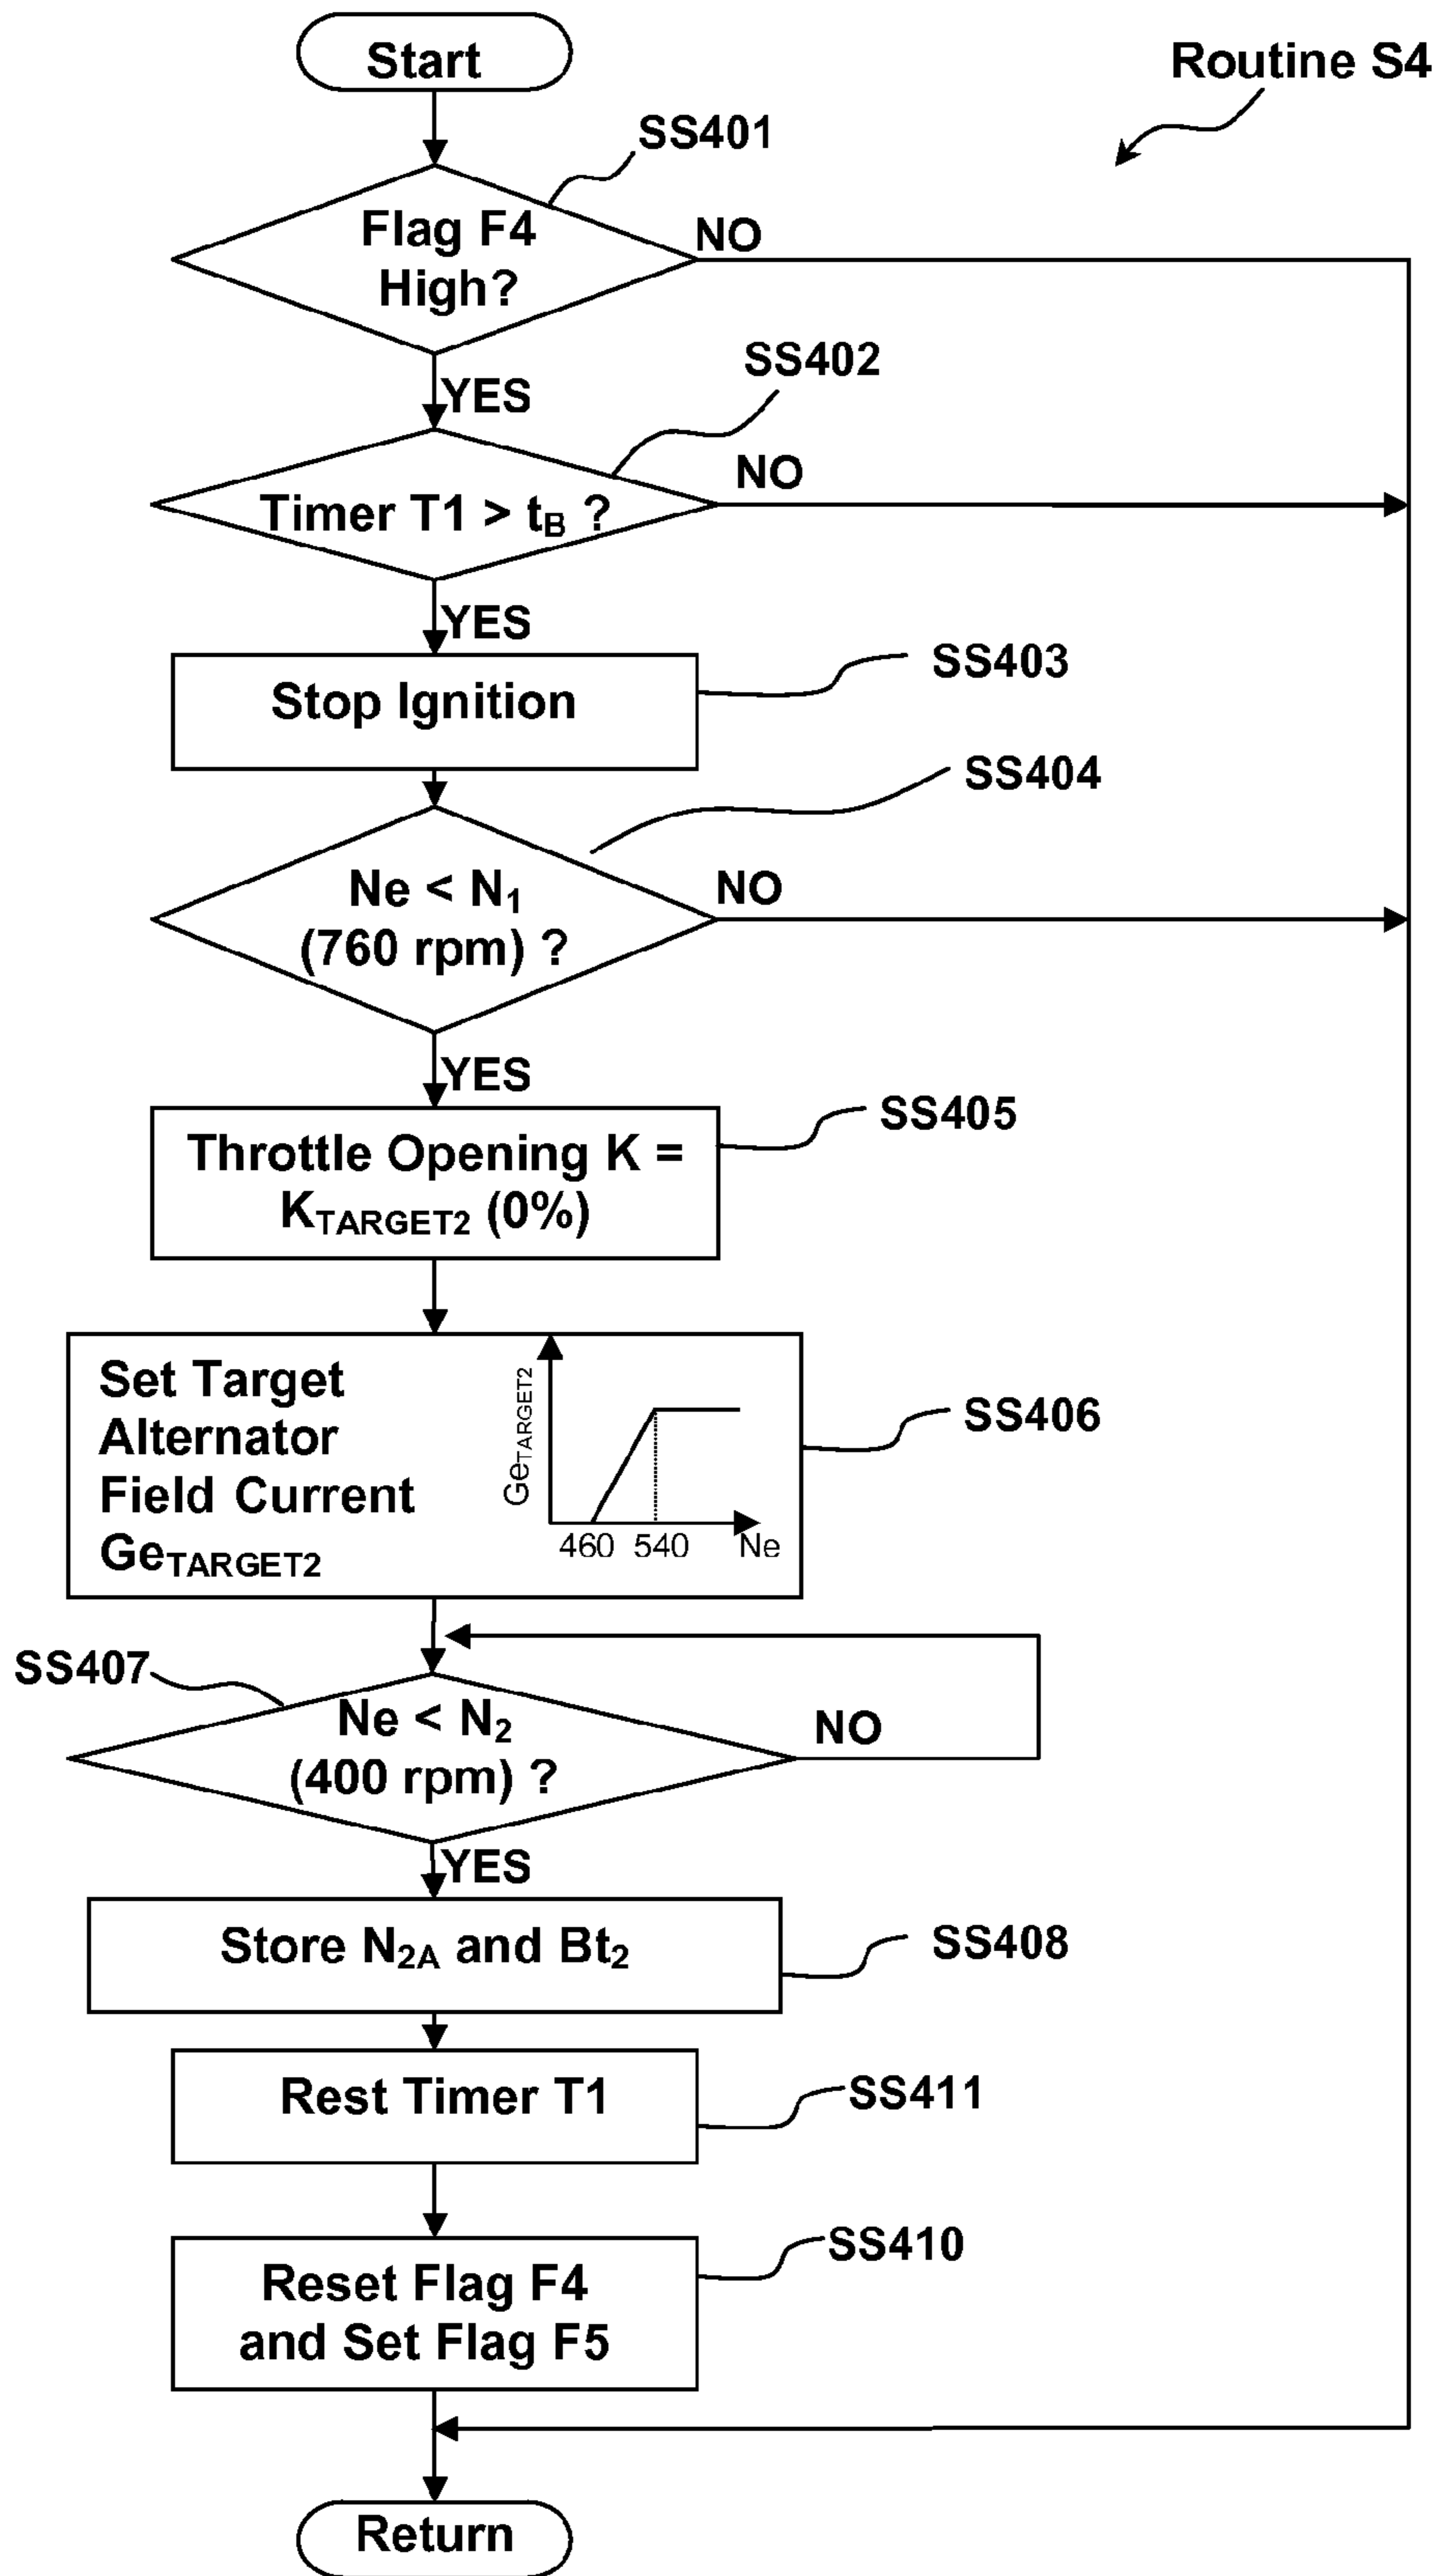 Start
Routine S4
SS401
Flag F4
High?
NO
YES
SS402
Timer T1 > tB ?
NO
YES
Stop Ignition
SS403
SS404
Ne < N1
(760 rpm) ?
NO
YES
Throttle Opening K =
KTARGET2 (0%)
SS405
Set Target
Alternator
Field Current
GeTARGET2
GeTARGET2
460 540 Ne
SS406
SS407
Ne < N2
(400 rpm) ?
NO
YES
Store N2A and Bt2
SS408
Rest Timer T1
SS411
Reset Flag F4
and Set Flag F5
SS410
Return